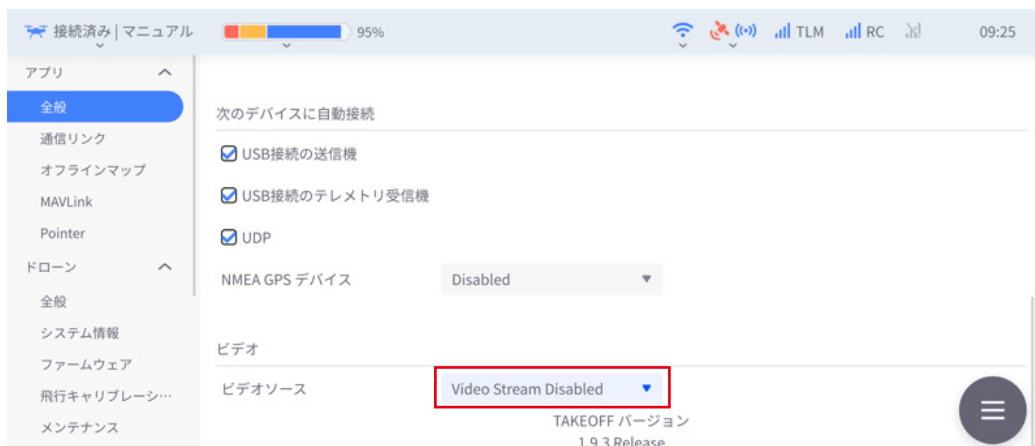 接続済み | マニュアル 95% TLM RC 09:25
アプリ
全般
通信リンク
オフラインマップ
MAVLink
Pointer
ドローン
全般
システム情報
ファームウェア
飛行キャリブレーシ…
メンテナンス
次のデバイスに自動接続
USB接続の送信機
USB接続のテレメトリ受信機
UDP
NMEA GPS デバイス Disabled
ビデオ
ビデオソース Video Stream Disabled
TAKEOFF バージョン
1.9.3 Release